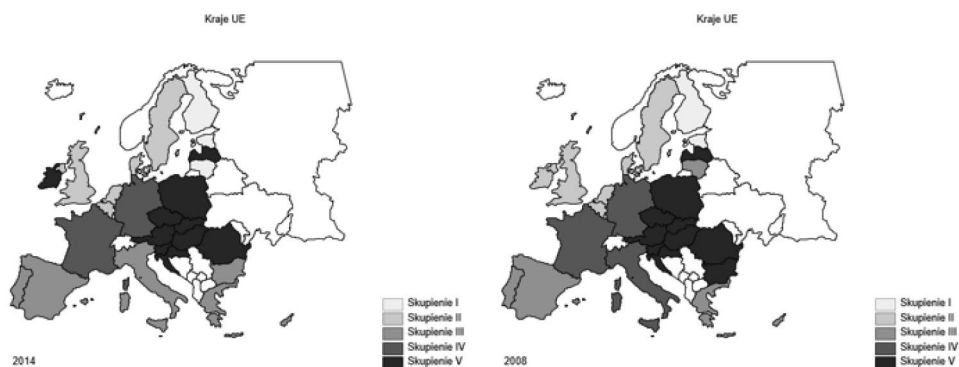 Kraje UE
Skupienie I
Skupienie II
Skupienie III
Skupienie IV
Skupienie V
2014
Kraje UE
Skupienie I
Skupienie II
Skupienie III
Skupienie IV
Skupienie V
2008